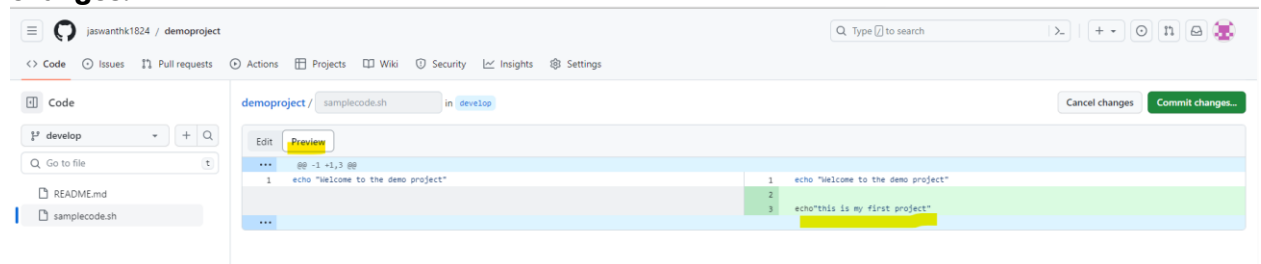 changes.
jaswanthk1824 / demoproject
Type / to search
<> Code Issues Pull requests Actions Projects Wiki Security Insights Settings
Code
develop
Go to file t
README.md
samplecode.sh
demoproject / samplecode.sh in develop
Cancel changes Commit changes...
Edit Preview
... @@ -1 +1,3 @@
1 echo "Welcome to the demo project" 1 echo "Welcome to the demo project"
2
3 echo"this is my first project"
...